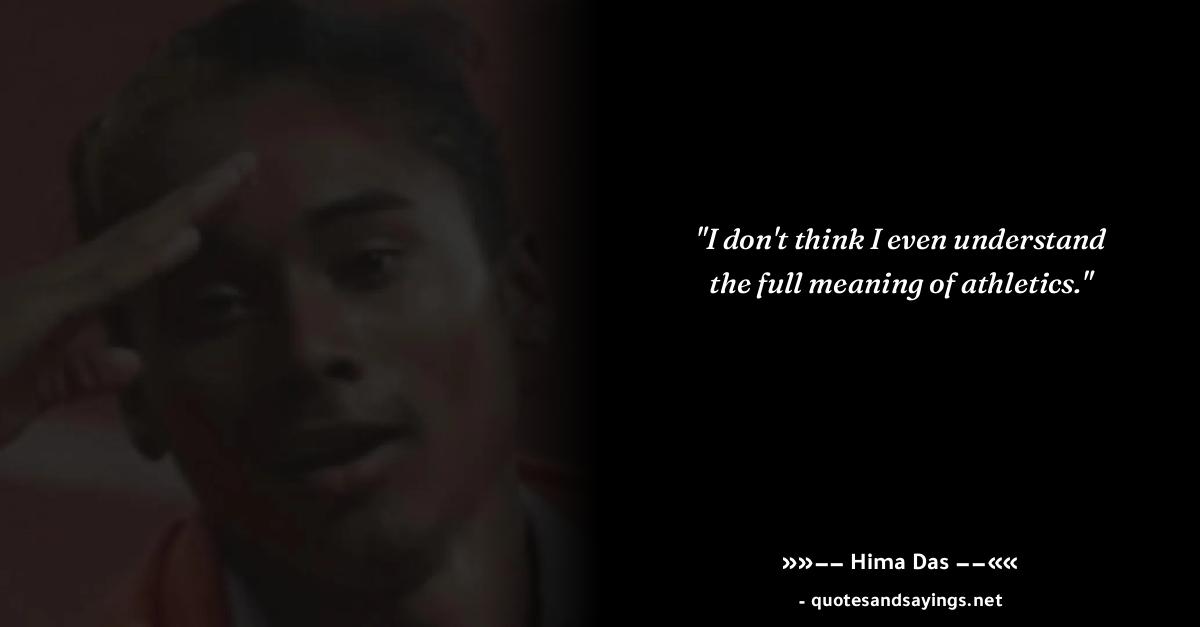 "I don't think I even understand
the full meaning of athletics."
»»–– Hima Das ––««
- quotesandsayings.net